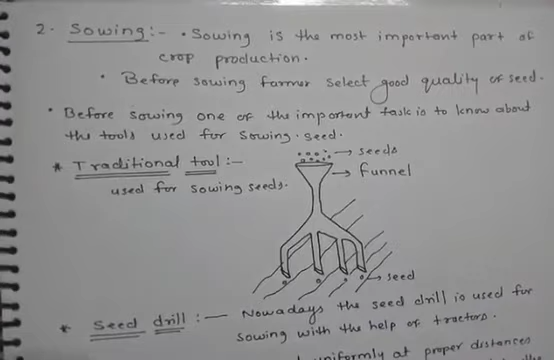 2. Sowing :- • Sowing is the most important part of
crop production.
• Before sowing farmer select good quality of seed.
• Before sowing one of the important task is to know about
the tools used for sowing. seed.
* Traditional tool :-
used for sowing seeds.
→ seeds
→ funnel
→ seed
* Seed drill :- Nowadays the seed drill is used for
sowing with the help of tractors.
uniformly at proper distances